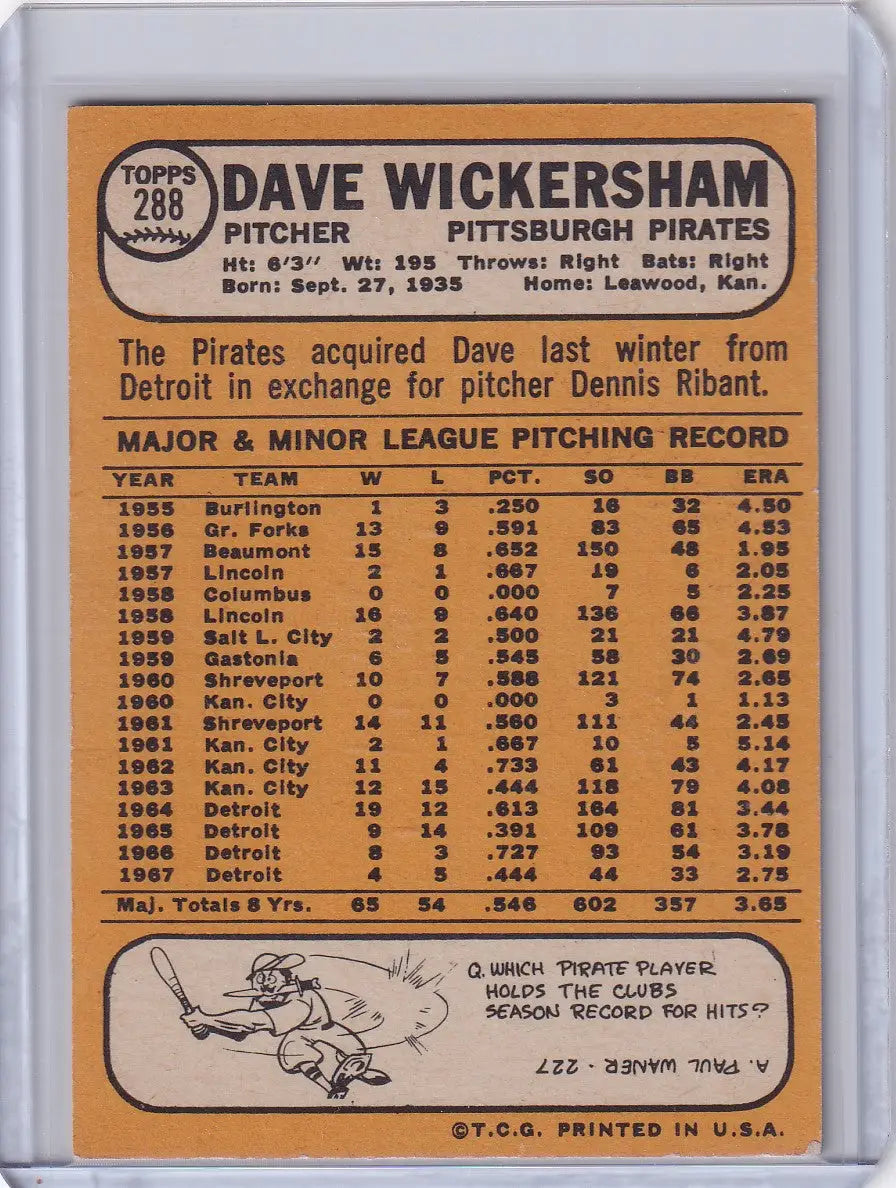 TOPPS
288
DAVE WICKERSHAM
PITCHER PITTSBURGH PIRATES
Ht: 6'3" Wt: 195 Throws: Right Bats: Right
Born: Sept. 27, 1935 Home: Leawood, Kan.
The Pirates acquired Dave last winter from
Detroit in exchange for pitcher Dennis Ribant.
MAJOR & MINOR LEAGUE PITCHING RECORD
YEAR TEAM W L PCT. SO BB ERA
1955 Burlington 1 3 .250 16 32 4.50
1956 Gr. Forks 13 9 .591 83 65 4.53
1957 Beaumont 15 8 .652 150 48 1.95
1957 Lincoln 2 1 .667 19 6 2.05
1958 Columbus 0 0 .000 7 5 2.25
1958 Lincoln 16 9 .640 136 66 3.87
1959 Salt L. City 2 2 .500 21 21 4.79
1959 Gastonia 6 5 .545 58 30 2.69
1960 Shreveport 10 7 .588 121 74 2.65
1960 Kan. City 0 0 .000 3 1 1.13
1961 Shreveport 14 11 .560 111 44 2.45
1961 Kan. City 2 1 .667 10 5 5.14
1962 Kan. City 11 4 .733 61 43 4.17
1963 Kan. City 12 15 .444 118 79 4.08
1964 Detroit 19 12 .613 164 81 3.44
1965 Detroit 9 14 .391 109 61 3.78
1966 Detroit 8 3 .727 93 54 3.19
1967 Detroit 4 5 .444 44 33 2.75
Maj. Totals 8 Yrs. 65 54 .546 602 357 3.65
Q. WHICH PIRATE PLAYER
HOLDS THE CLUBS
SEASON RECORD FOR HITS?
A. PAUL WANER - 227
©T.C.G. PRINTED IN U.S.A.